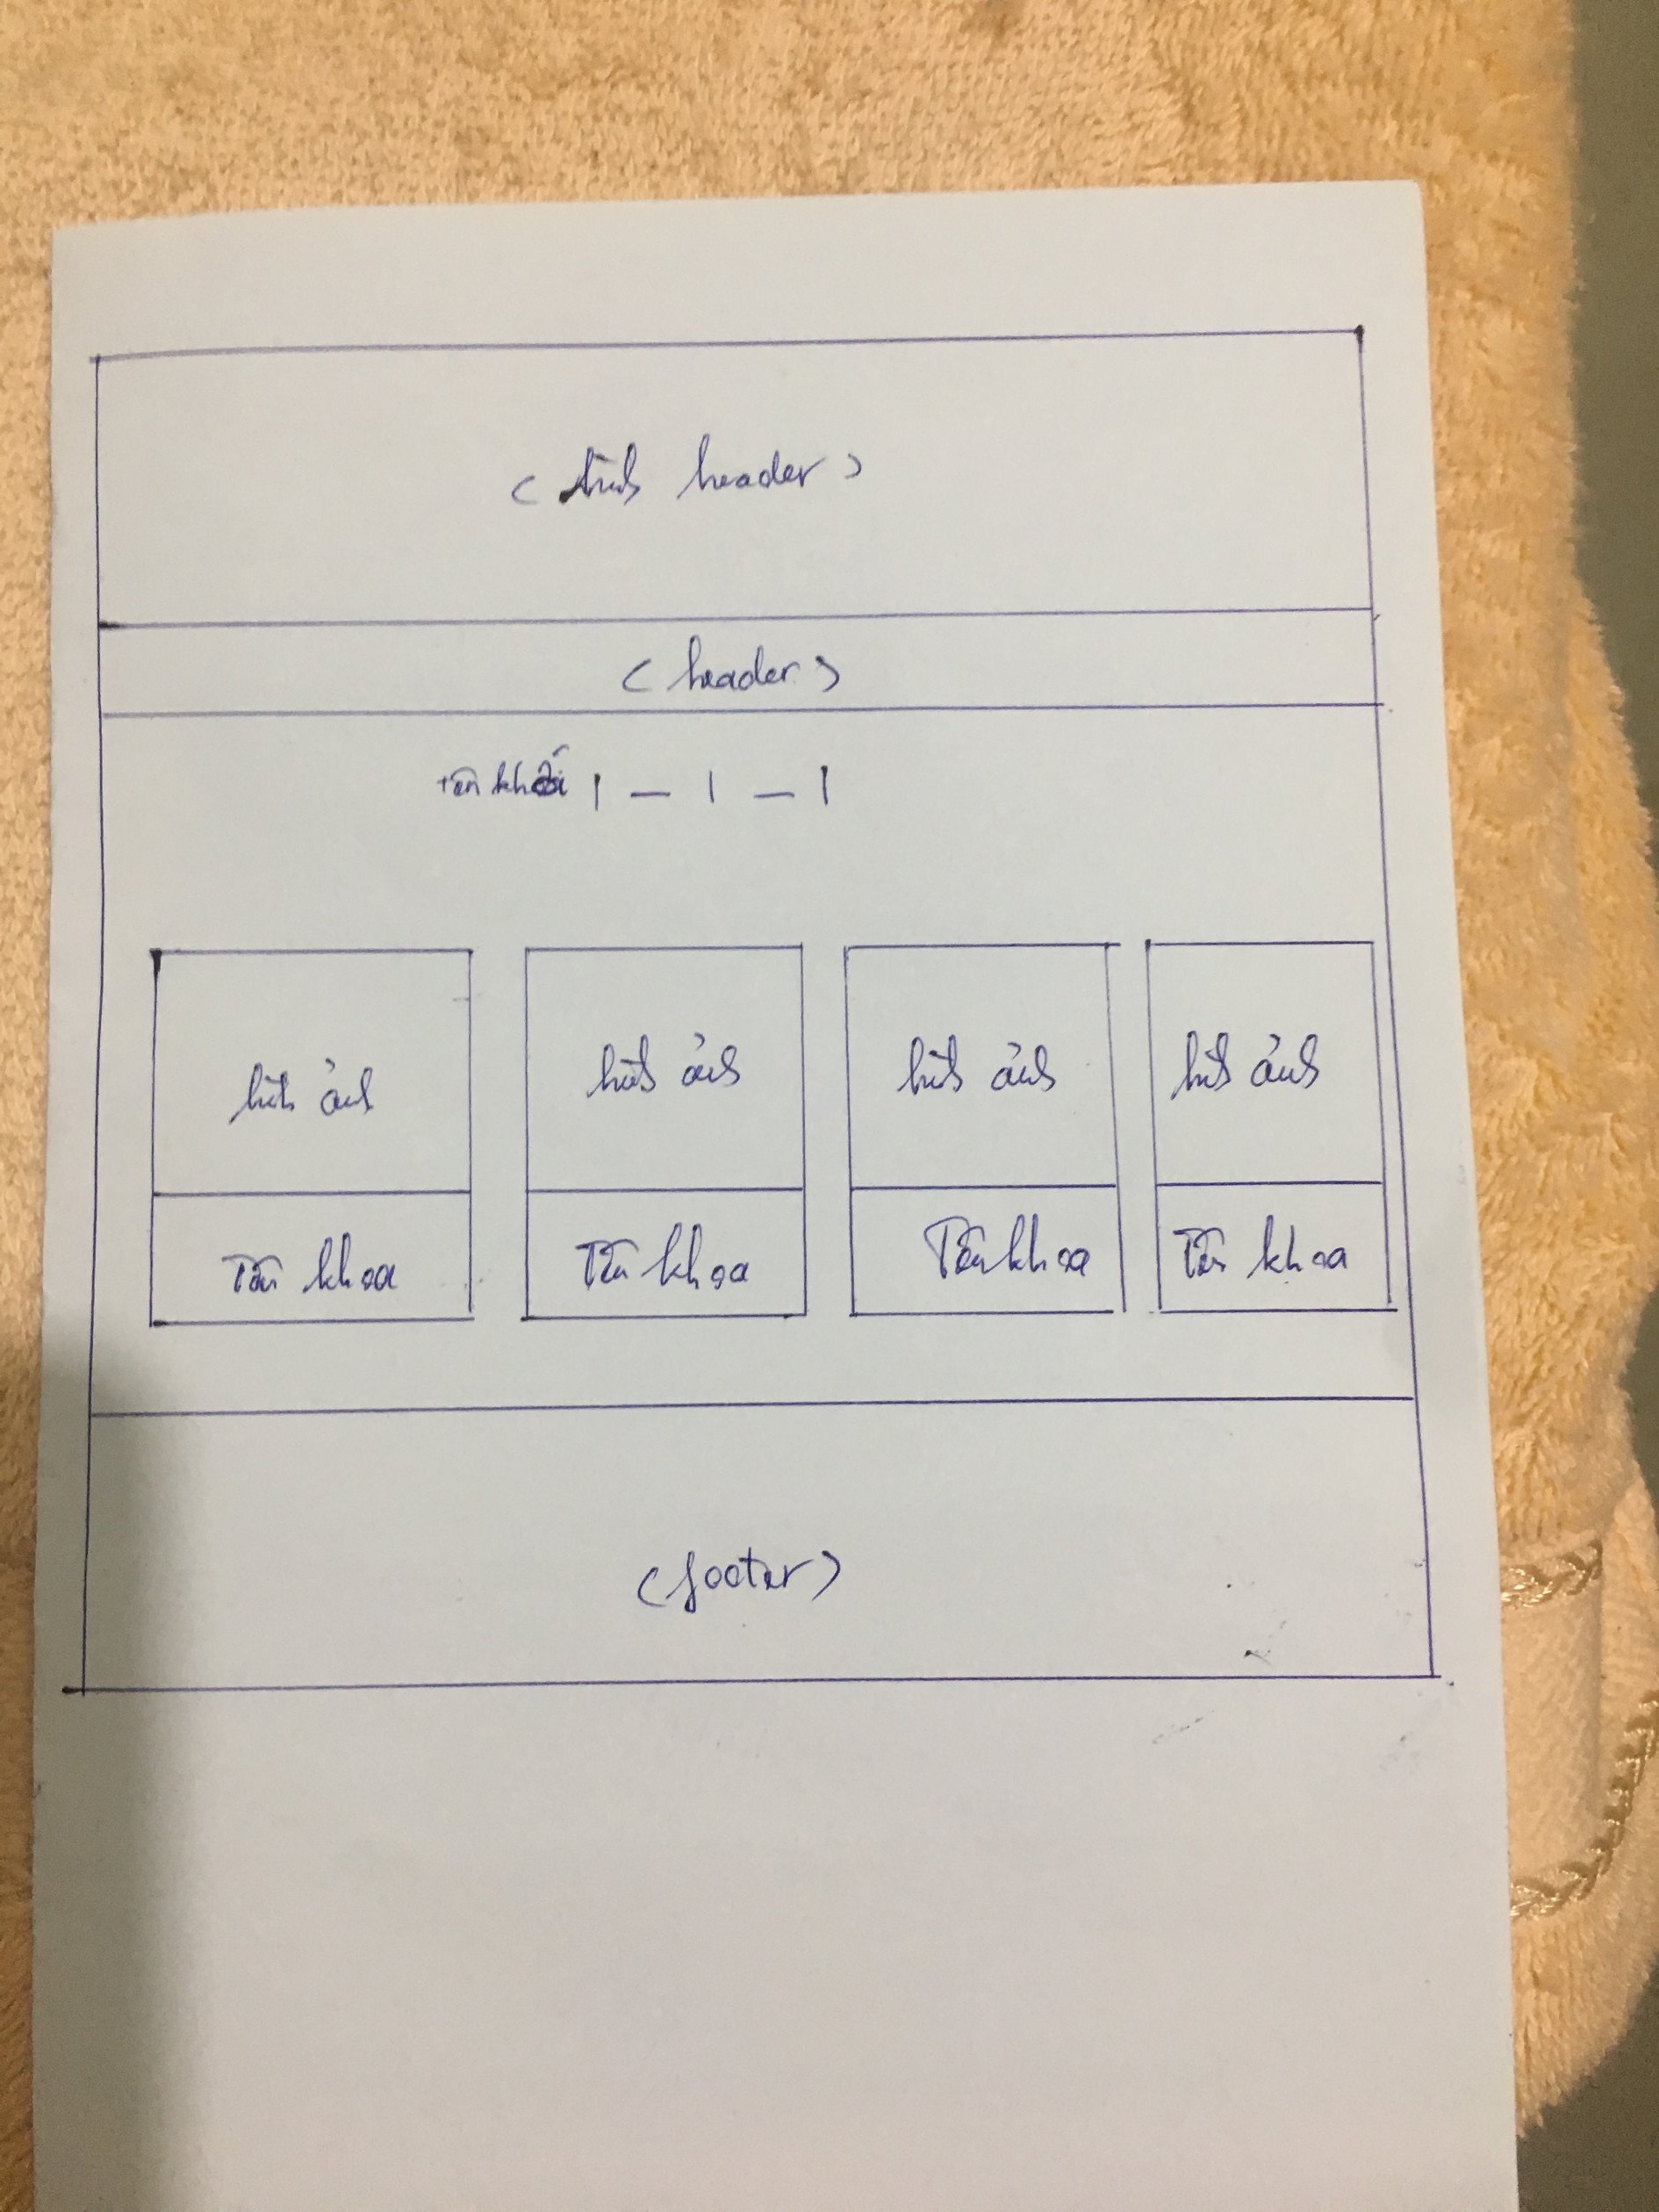 (Ảnh header)
(header)
tên khối | — | — |
hình ảnh hình ảnh hình ảnh hình ảnh
Tên khoa Tên khoa Tên khoa Tên khoa
(footer)